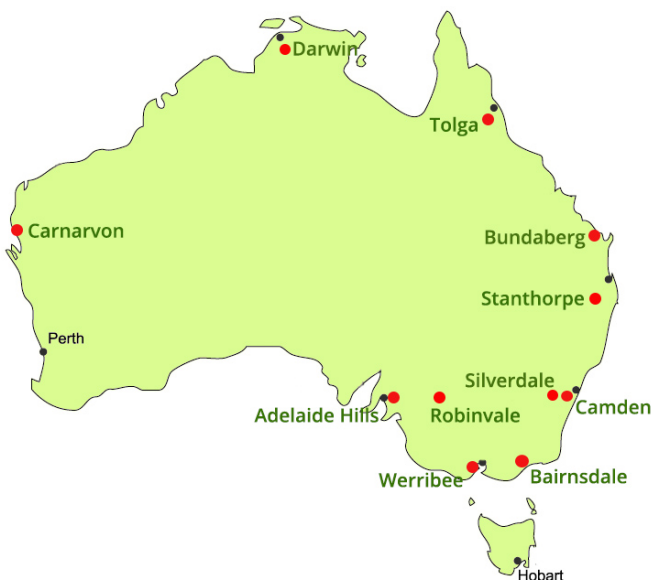 Darwin
Tolga
Carnarvon
Bundaberg
Stanthorpe
Perth
Silverdale
Adelaide Hills
Robinvale
Camden
Werribee
Bairnsdale
Hobart